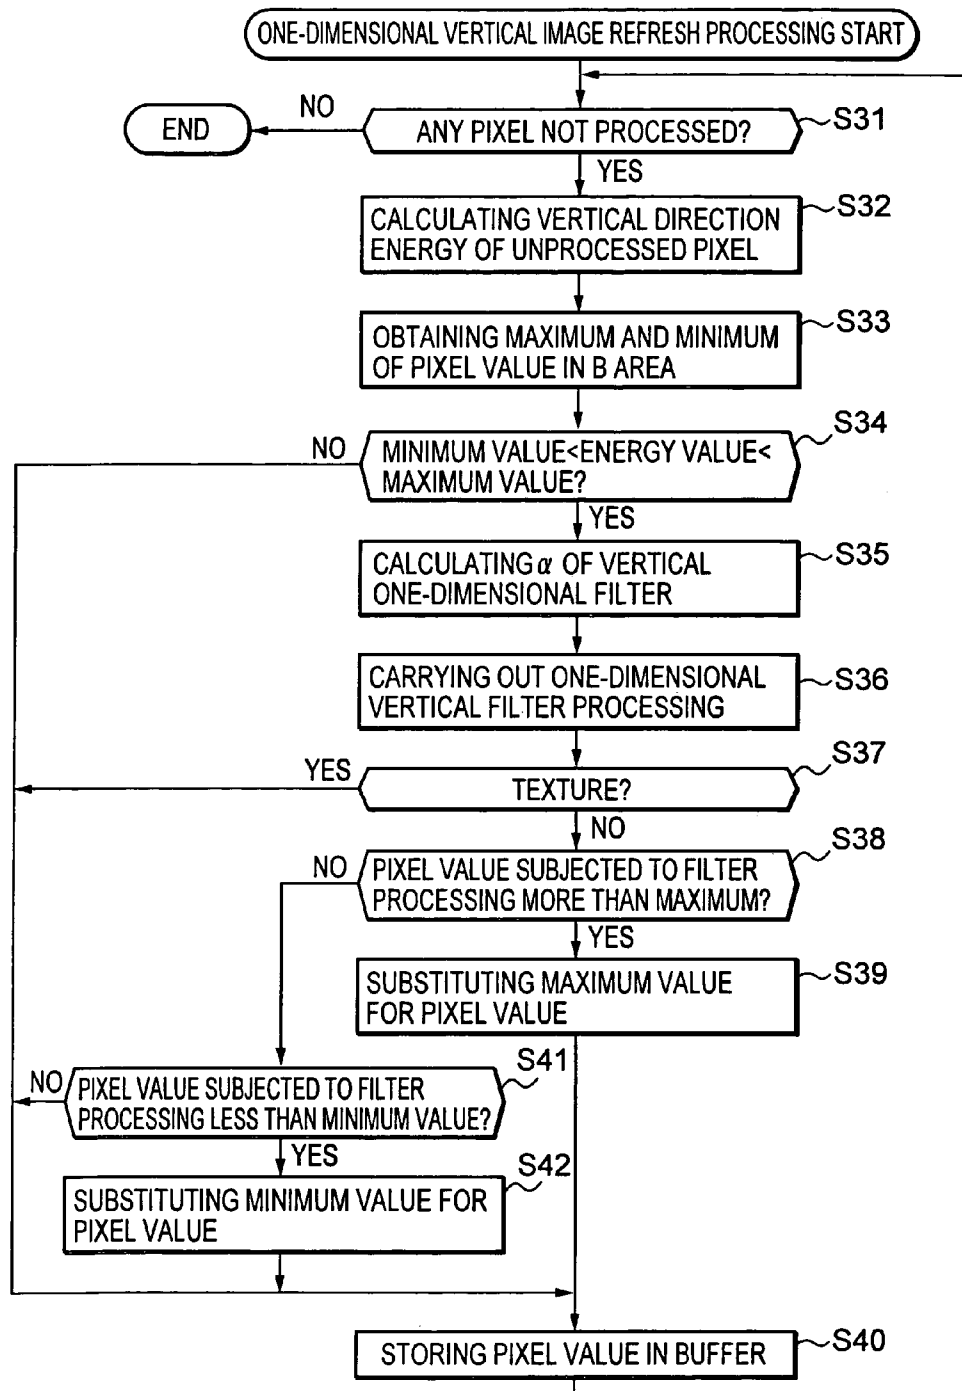 ONE-DIMENSIONAL VERTICAL IMAGE REFRESH PROCESSING START
NO
END
ANY PIXEL NOT PROCESSED?
S31
YES
CALCULATING VERTICAL DIRECTION
ENERGY OF UNPROCESSED PIXEL
S32
OBTAINING MAXIMUM AND MINIMUM
OF PIXEL VALUE IN B AREA
S33
NO
MINIMUM VALUE<ENERGY VALUE<
MAXIMUM VALUE?
S34
YES
CALCULATING α OF VERTICAL
ONE-DIMENSIONAL FILTER
S35
CARRYING OUT ONE-DIMENSIONAL
VERTICAL FILTER PROCESSING
S36
YES
TEXTURE?
S37
NO
NO
PIXEL VALUE SUBJECTED TO FILTER
PROCESSING MORE THAN MAXIMUM?
S38
YES
SUBSTITUTING MAXIMUM VALUE
FOR PIXEL VALUE
S39
NO
PIXEL VALUE SUBJECTED TO FILTER
PROCESSING LESS THAN MINIMUM VALUE?
S41
YES
SUBSTITUTING MINIMUM VALUE FOR
PIXEL VALUE
S42
STORING PIXEL VALUE IN BUFFER
S40